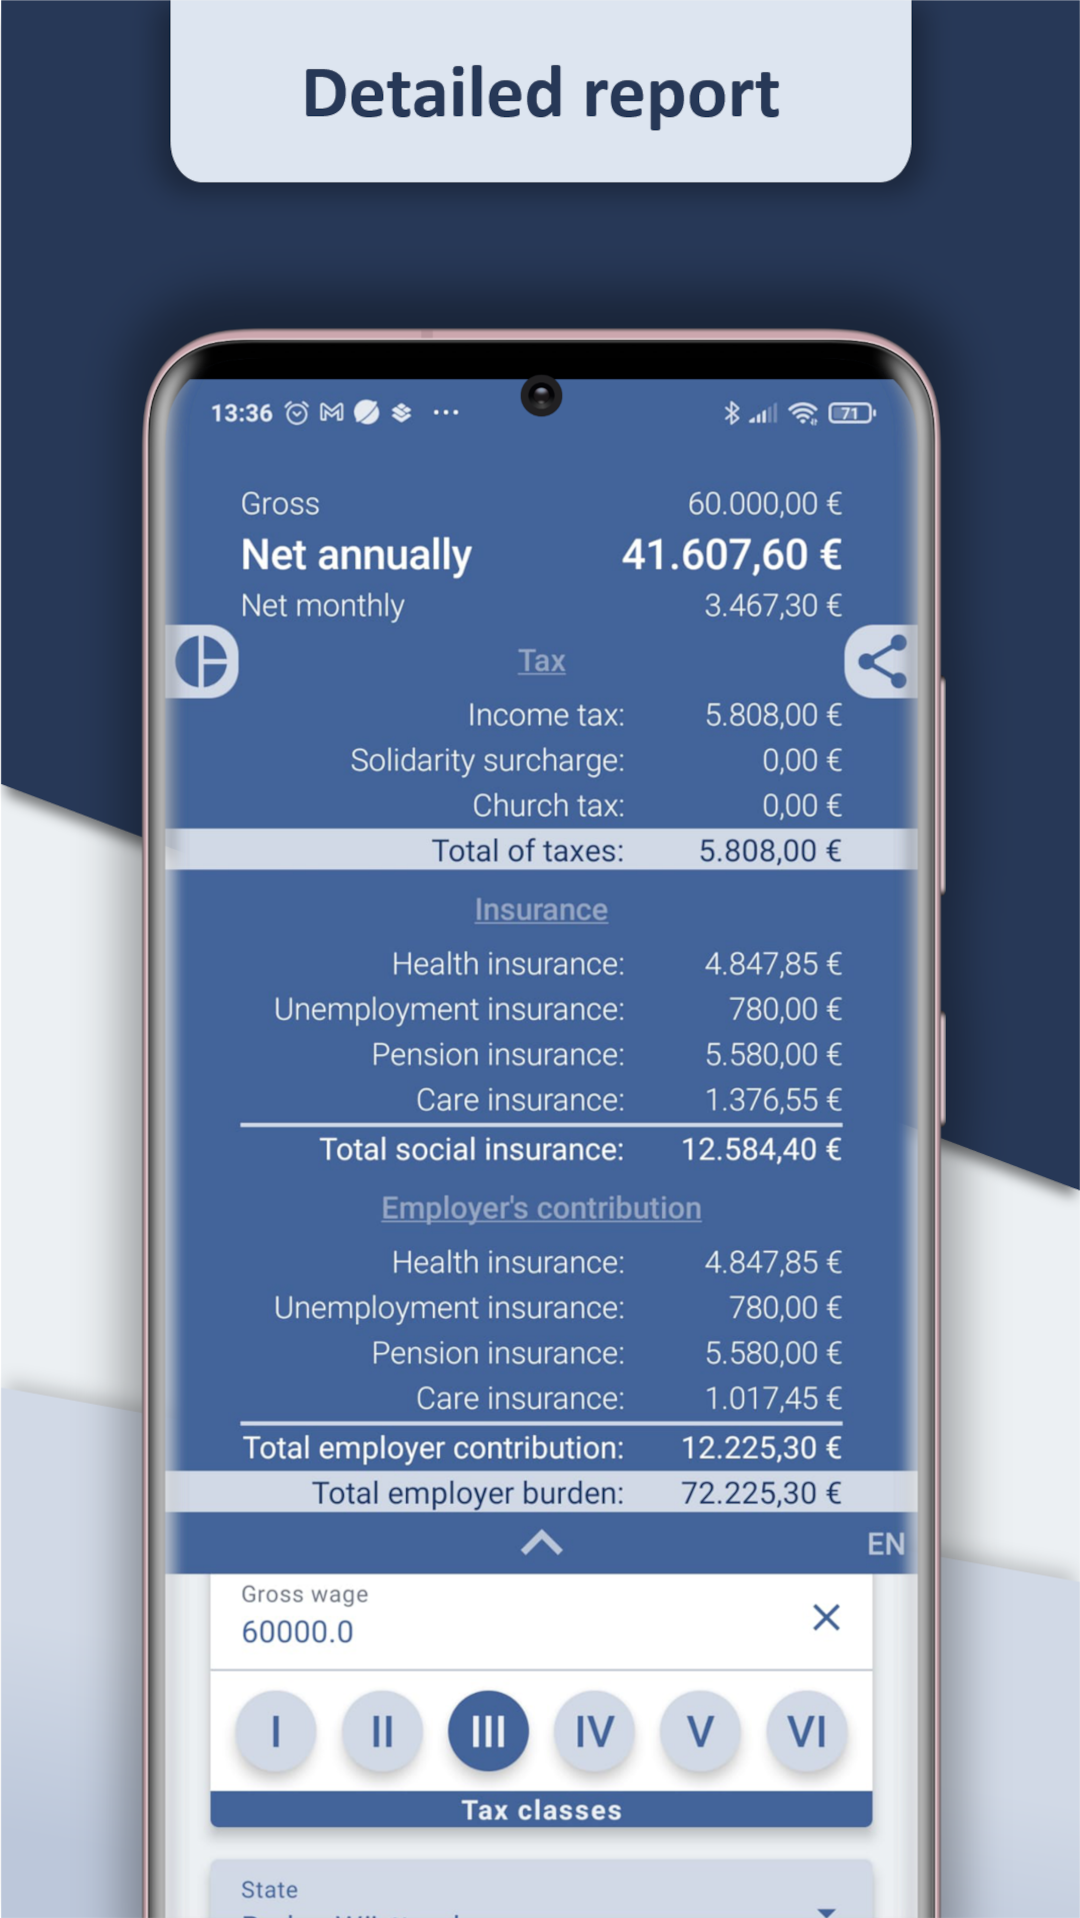 Detailed report
13:36
71
Gross 60.000,00 €
Net annually 41.607,60 €
Net monthly 3.467,30 €
Tax
Income tax: 5.808,00 €
Solidarity surcharge: 0,00 €
Church tax: 0,00 €
Total of taxes: 5.808,00 €
Insurance
Health insurance: 4.847,85 €
Unemployment insurance: 780,00 €
Pension insurance: 5.580,00 €
Care insurance: 1.376,55 €
Total social insurance: 12.584,40 €
Employer's contribution
Health insurance: 4.847,85 €
Unemployment insurance: 780,00 €
Pension insurance: 5.580,00 €
Care insurance: 1.017,45 €
Total employer contribution: 12.225,30 €
Total employer burden: 72.225,30 €
EN
Gross wage
60000.0
I II III IV V VI
Tax classes
State